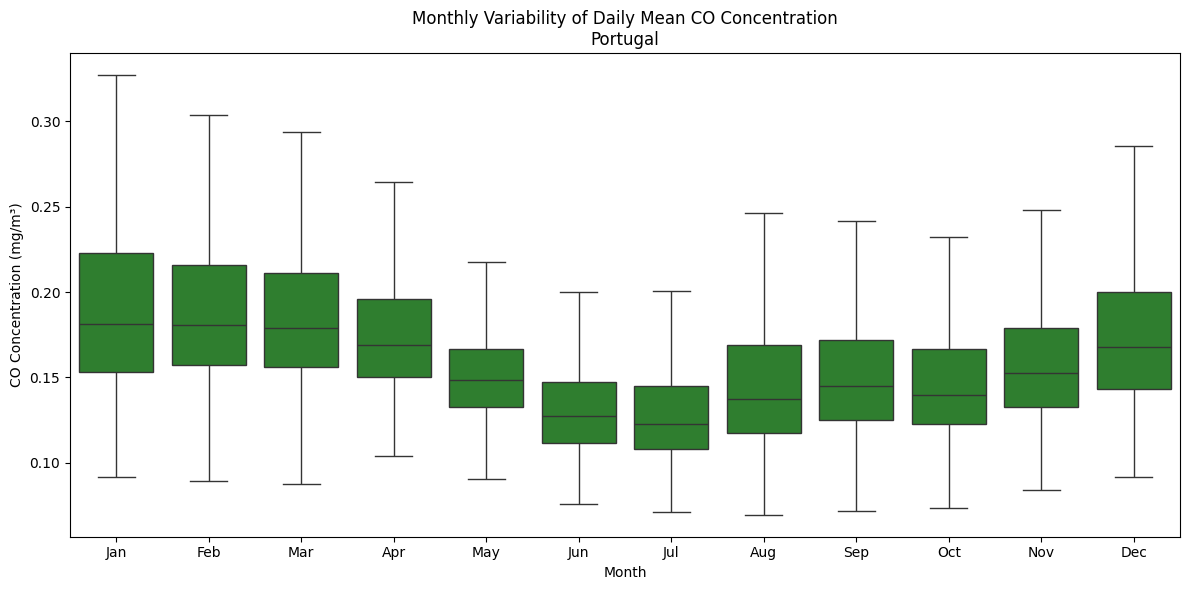 Monthly Variability of Daily Mean CO Concentration
Portugal
CO Concentration (mg/m³)
0.30
0.25
0.20
0.15
0.10
Jan Feb Mar Apr May Jun Jul Aug Sep Oct Nov Dec
Month